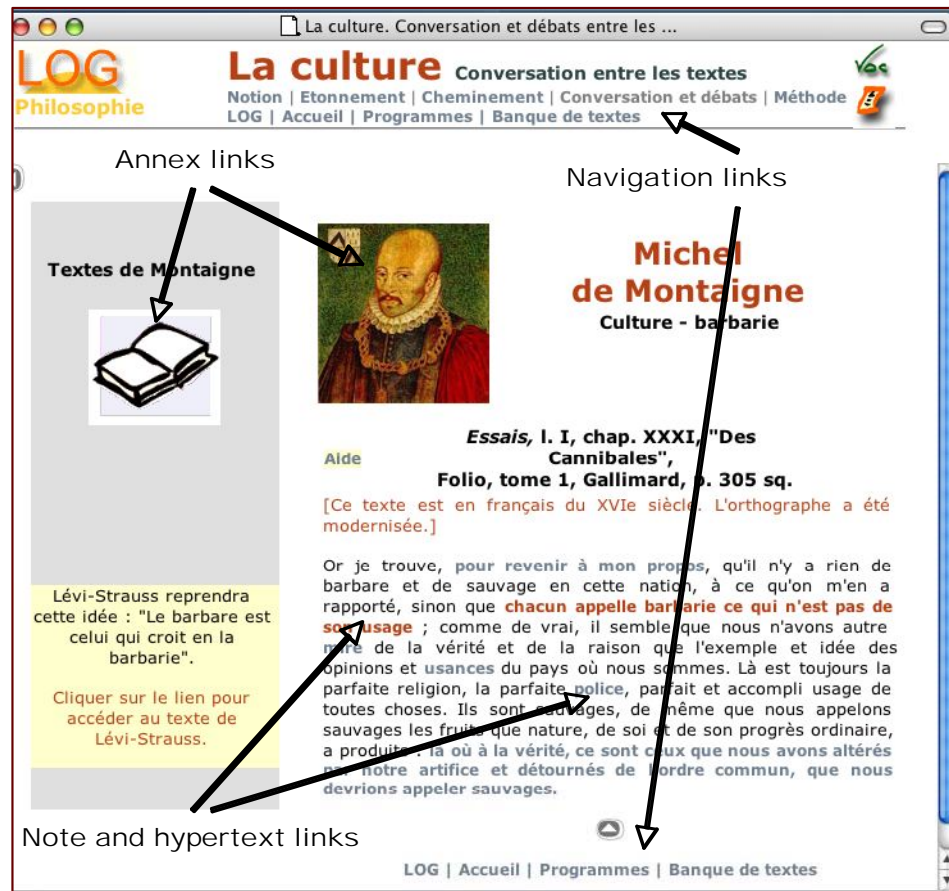 La culture. Conversation et débats entre les ...
LOG
Philosophie
La culture Conversation entre les textes
Voc
Notion | Etonnement | Cheminement | Conversation et débats | Méthode
LOG | Accueil | Programmes | Banque de textes
Annex links
Navigation links
Textes de Montaigne
Michel
de Montaigne
Culture - barbarie
Essais, l. I, chap. XXXI, "Des
Cannibales",
Folio, tome 1, Gallimard, p. 305 sq.
Aide
[Ce texte est en français du XVIe siècle. L'orthographe a été
modernisée.]
Or je trouve, pour revenir à mon propos, qu'il n'y a rien de
barbare et de sauvage en cette nation, à ce qu'on m'en a
rapporté, sinon que chacun appelle barbarie ce qui n'est pas de
son usage ; comme de vrai, il semble que nous n'avons autre
mire de la vérité et de la raison que l'exemple et idée des
opinions et usances du pays où nous sommes. Là est toujours la
parfaite religion, la parfaite police, parfait et accompli usage de
toutes choses. Ils sont sauvages, de même que nous appelons
sauvages les fruits que nature, de soi et de son progrès ordinaire,
a produits : là où à la vérité, ce sont ceux que nous avons altérés
par notre artifice et détournés de l'ordre commun, que nous
devrions appeler sauvages.
Lévi-Strauss reprendra
cette idée : "Le barbare est
celui qui croit en la
barbarie".
Cliquer sur le lien pour
accéder au texte de
Lévi-Strauss.
Note and hypertext links
LOG | Accueil | Programmes | Banque de textes